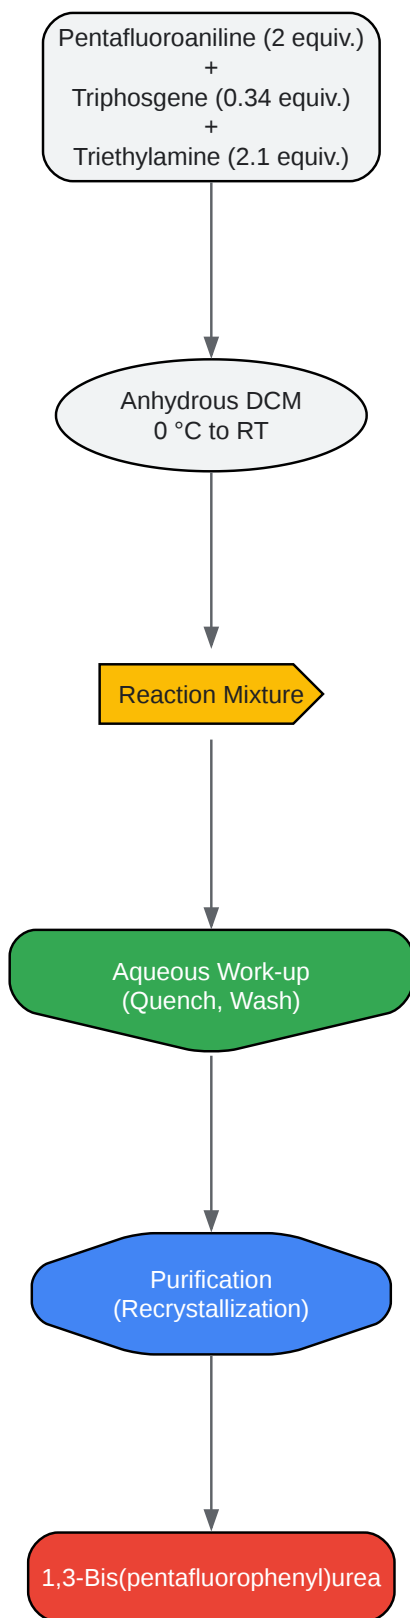 Pentafluoroaniline (2 equiv.)
+
Triphosgene (0.34 equiv.)
+
Triethylamine (2.1 equiv.)
Anhydrous DCM
0 °C to RT
Reaction Mixture
Aqueous Work-up
(Quench, Wash)
Purification
(Recrystallization)
1,3-Bis(pentafluorophenyl)urea